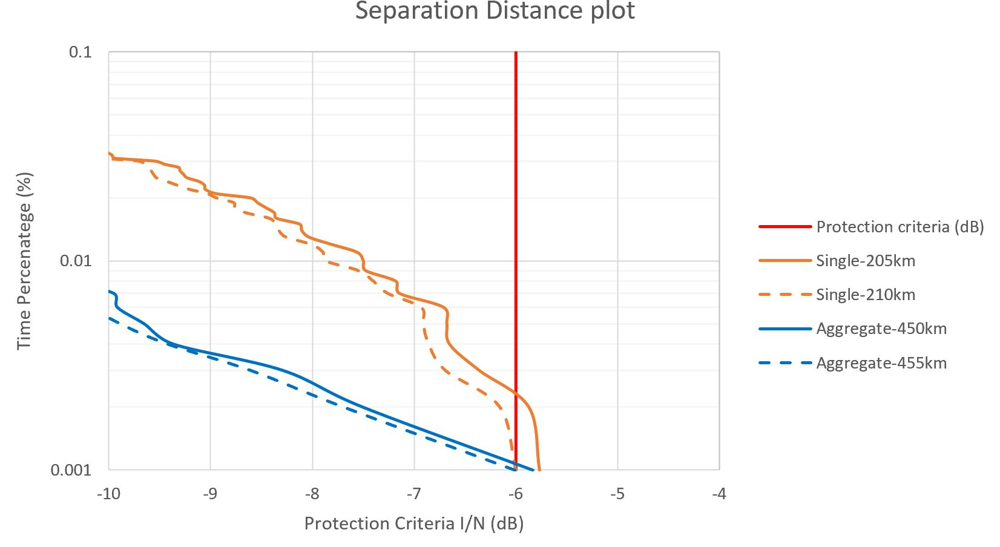 Separation Distance plot
0.1
0.01
0.001
Time Percenatege (%)
-10 -9 -8 -7 -6 -5 -4
Protection Criteria I/N (dB)
Protection criteria (dB)
Single-205km
Single-210km
Aggregate-450km
Aggregate-455km